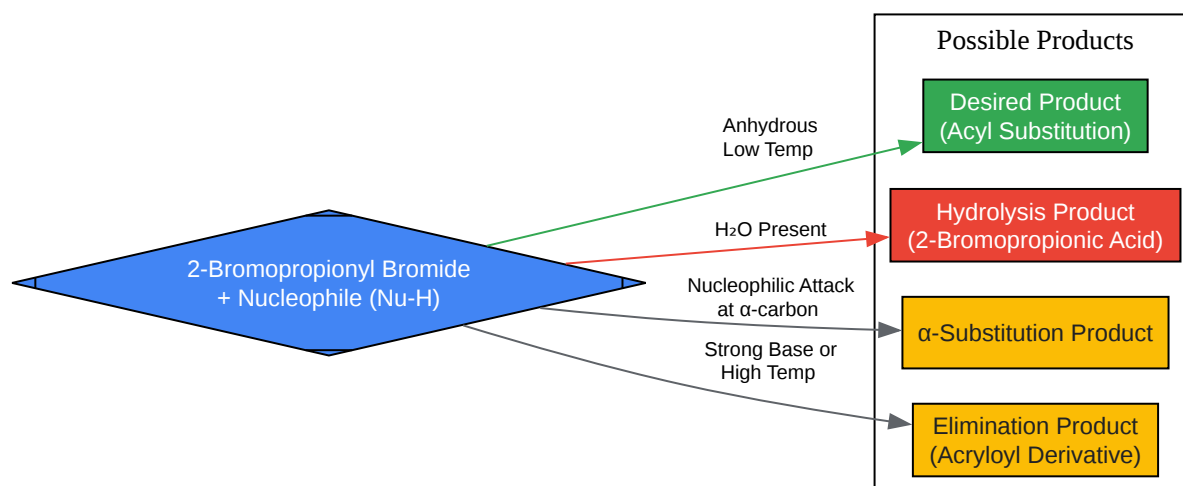 Possible Products
Desired Product
(Acyl Substitution)
Anhydrous
Low Temp
Hydrolysis Product
(2-Bromopropionic Acid)
H₂O Present
2-Bromopropionyl Bromide
+ Nucleophile (Nu-H)
Nucleophilic Attack
at α-carbon
α-Substitution Product
Strong Base or
High Temp
Elimination Product
(Acryloyl Derivative)